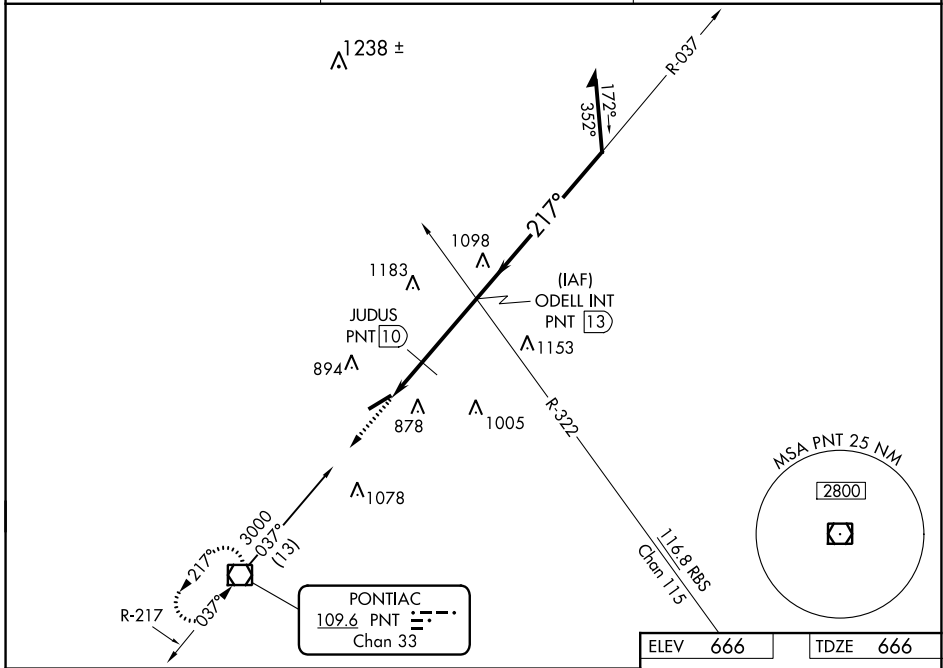 1238 ±
R-037
172°
352°
217°
1098
1183
(IAF)
ODELL INT
PNT 13
JUDUS
PNT 10
1153
894
878
1005
R-322
MSA PNT 25 NM
2800
1078
3000
037°
(13)
217°
037°
R-217
116.8 RBS
Chan 115
PONTIAC
109.6 PNT
Chan 33
ELEV 666
TDZE 666